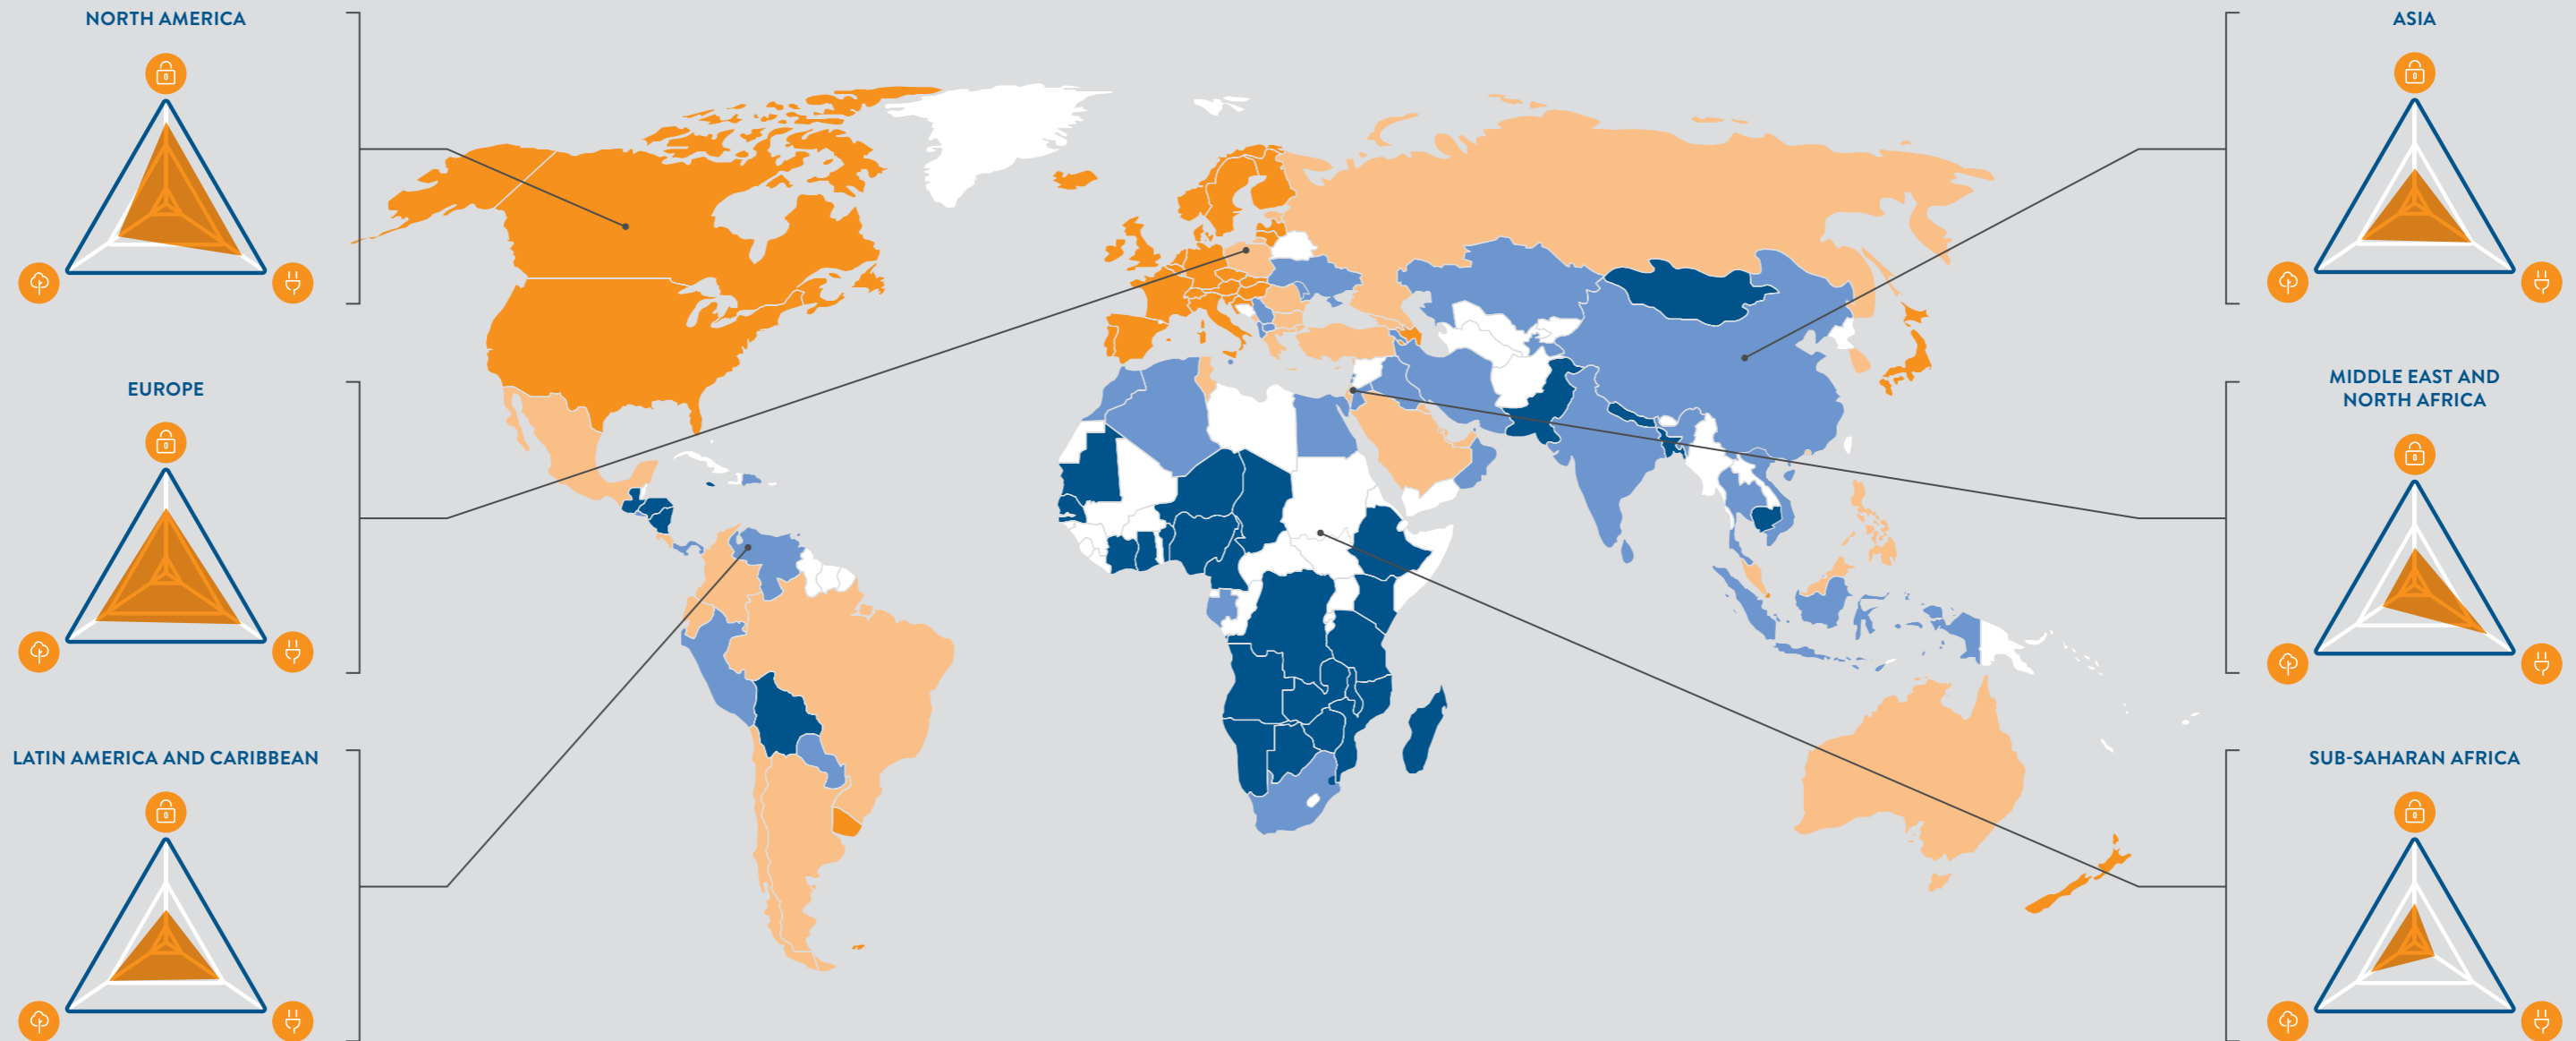 NORTH AMERICA
EUROPE
LATIN AMERICA AND CARIBBEAN
ASIA
MIDDLE EAST AND
NORTH AFRICA
SUB-SAHARAN AFRICA